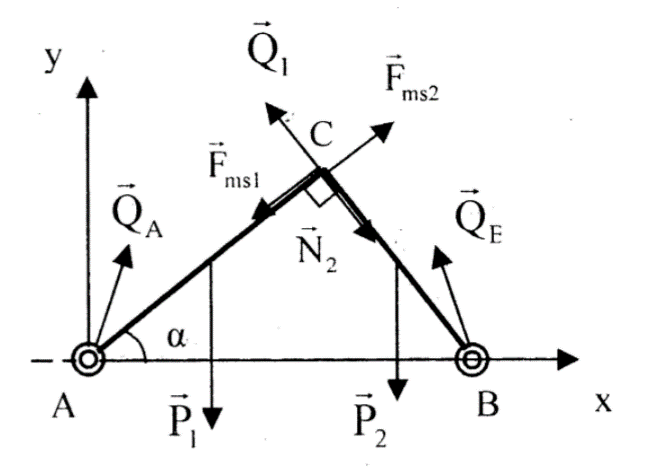 y
Q⃗₁
F⃗ms2
C
F⃗ms1
Q⃗A
N⃗₂
Q⃗E
α
A
P⃗₁
P⃗₂
B
x